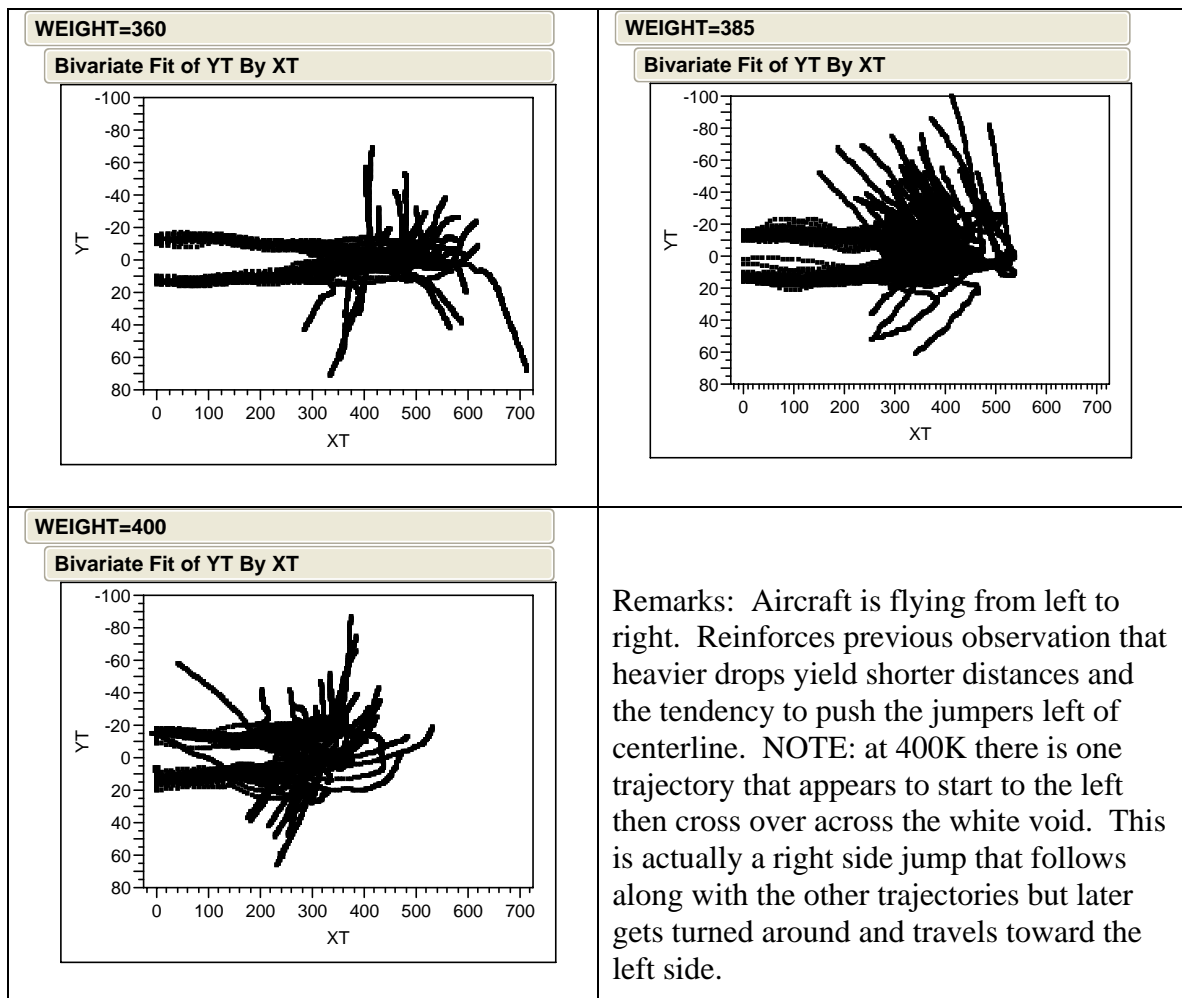 WEIGHT=360
Bivariate Fit of YT By XT
-100
-80
-60
-40
-20
0
20
40
60
80
YT
0 100 200 300 400 500 600 700
XT
WEIGHT=385
Bivariate Fit of YT By XT
-100
-80
-60
-40
-20
0
20
40
60
80
YT
0 100 200 300 400 500 600 700
XT
WEIGHT=400
Bivariate Fit of YT By XT
-100
-80
-60
-40
-20
0
20
40
60
80
YT
0 100 200 300 400 500 600 700
XT
Remarks: Aircraft is flying from left to
right. Reinforces previous observation that
heavier drops yield shorter distances and
the tendency to push the jumpers left of
centerline. NOTE: at 400K there is one
trajectory that appears to start to the left
then cross over across the white void. This
is actually a right side jump that follows
along with the other trajectories but later
gets turned around and travels toward the
left side.